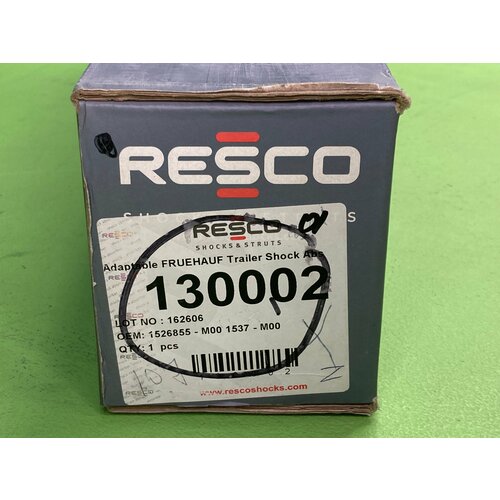 RESCO
RESCO
SHOCKS & STRUTS
Adaptable FRUEHAUF Trailer Shock Abs
130002
LOT NO : 162606
OEM: 1526855 - M00 1537 - M00
QTY: 1 pcs
www.rescoshocks.com